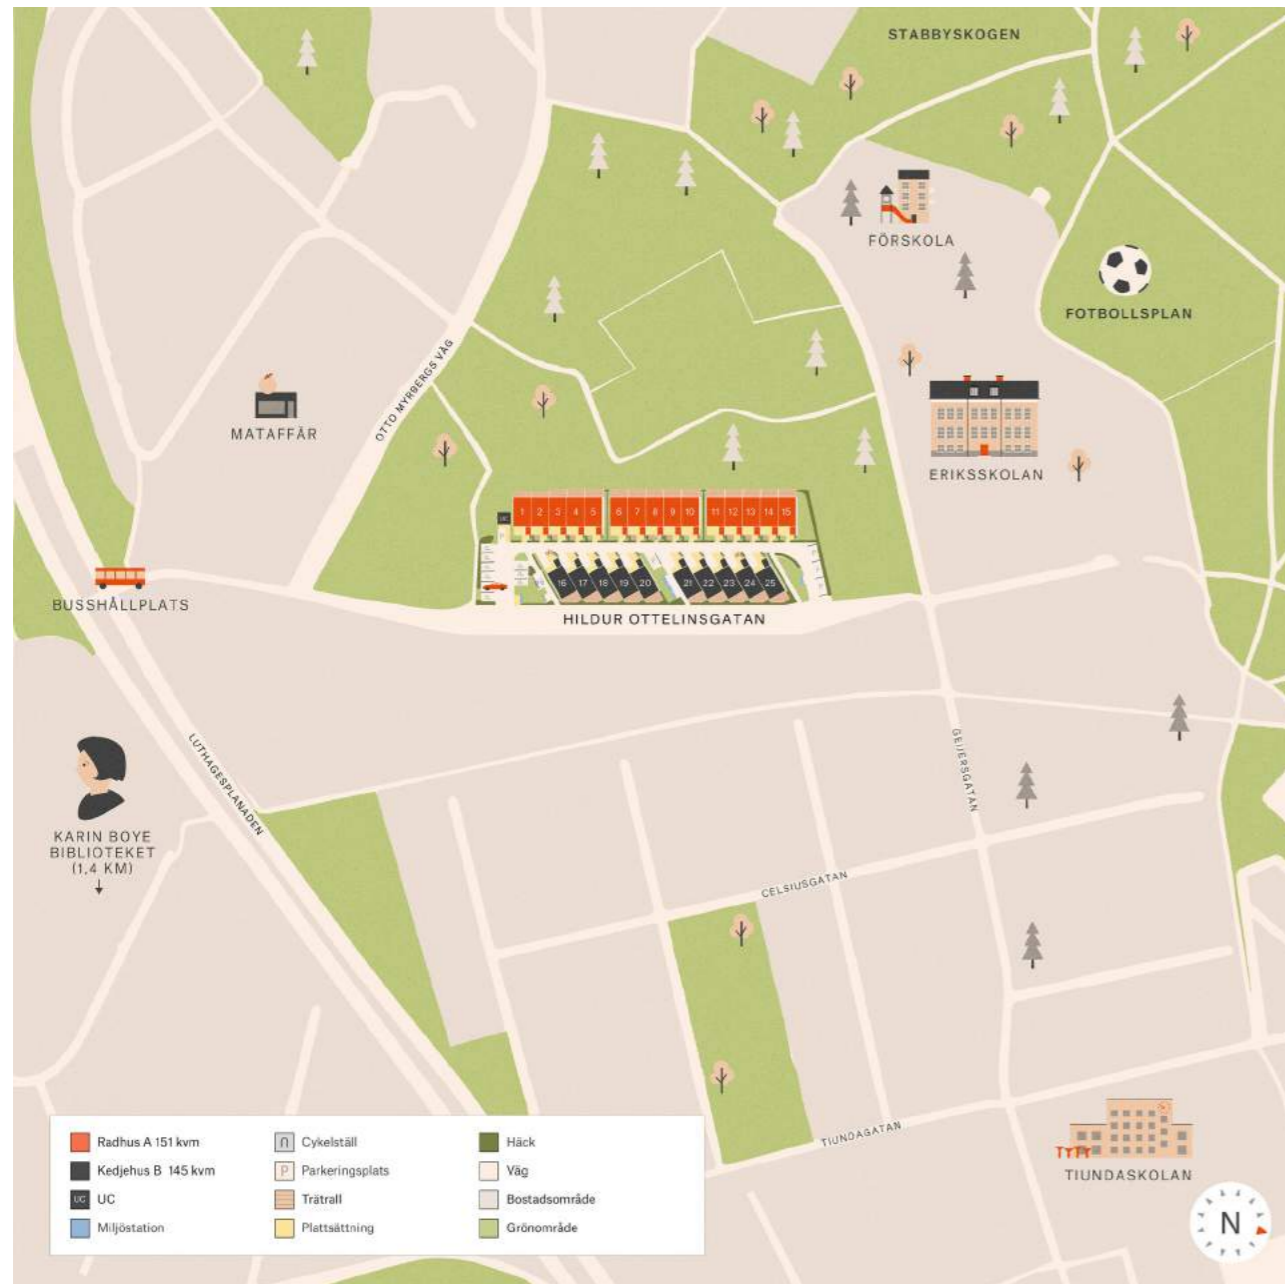 STABBYSKOGEN
FÖRSKOLA
FOTBOLLSPLAN
OTTO MYRBERGS VÄG
MATAFFÄR
ERIKSSKOLAN
1 2 3 4 5 6 7 8 9 10 11 12 13 14 15
UC
16 17 18 19 20 21 22 23 24 25
BUSSHÅLLPLATS
HILDUR OTTELINSGATAN
LUTHAGESPLANADEN
GEIJERSGATAN
KARIN BOYE
BIBLIOTEKET
(1,4 KM)
CELSIUSGATAN
TIUNDAGATAN
TIUNDASKOLAN
Radhus A 151 kvm
Kedjehus B 145 kvm
UC UC
Miljöstation
Cykelställ
P Parkeringsplats
Trätrall
Plattsättning
Häck
Väg
Bostadsområde
Grönområde
N